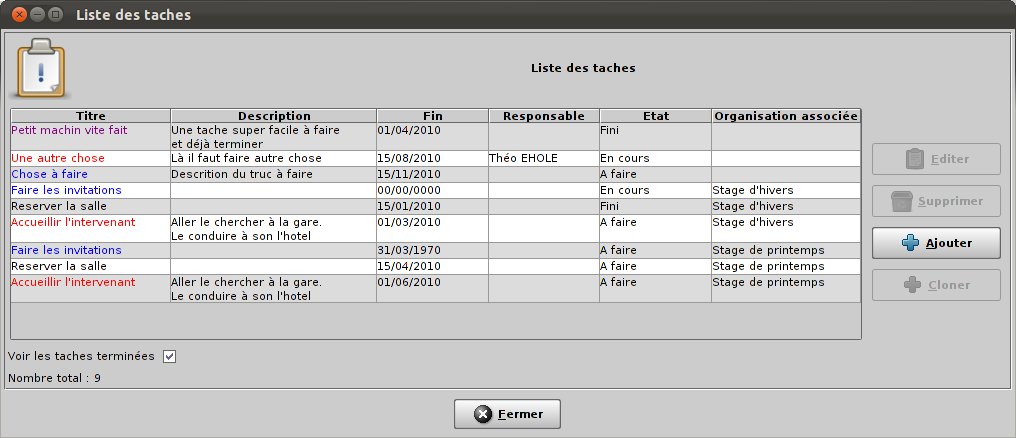 Liste des taches
Liste des taches
Titre Description Fin Responsable Etat Organisation associée
Petit machin vite fait Une tache super facile à faire 01/04/2010 Fini
et déjà terminer
Une autre chose Là il faut faire autre chose 15/08/2010 Théo EHOLE En cours
Chose à faire Descrition du truc à faire 15/11/2010 A faire
Faire les invitations 00/00/0000 En cours Stage d'hivers
Reserver la salle 15/01/2010 Fini Stage d'hivers
Accueillir l'intervenant Aller le chercher à la gare. 01/03/2010 A faire Stage d'hivers
Le conduire à son l'hotel
Faire les invitations 31/03/1970 A faire Stage de printemps
Reserver la salle 15/04/2010 A faire Stage de printemps
Accueillir l'intervenant Aller le chercher à la gare. 01/06/2010 A faire Stage de printemps
Le conduire à son l'hotel
Editer
Supprimer
Ajouter
Cloner
Voir les taches terminées
Nombre total : 9
Fermer